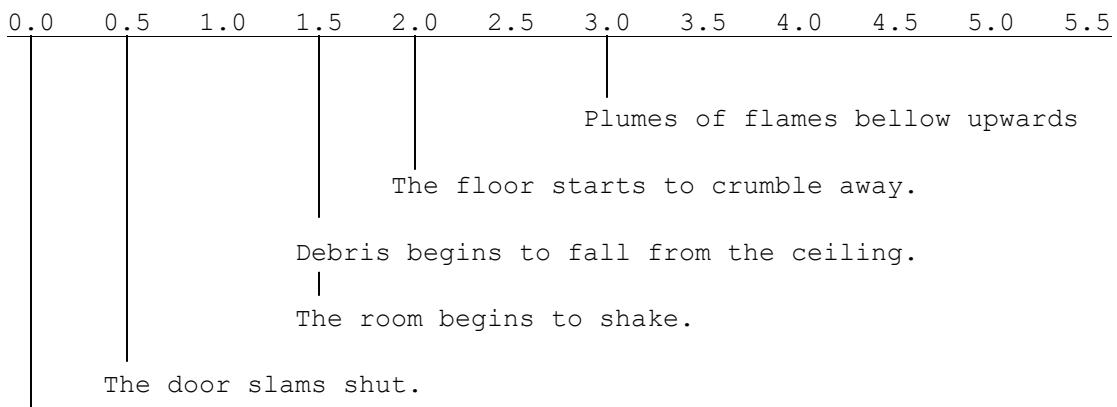 0.0 0.5 1.0 1.5 2.0 2.5 3.0 3.5 4.0 4.5 5.0 5.5
Plumes of flames bellow upwards
The floor starts to crumble away.
Debris begins to fall from the ceiling.
The room begins to shake.
The door slams shut.